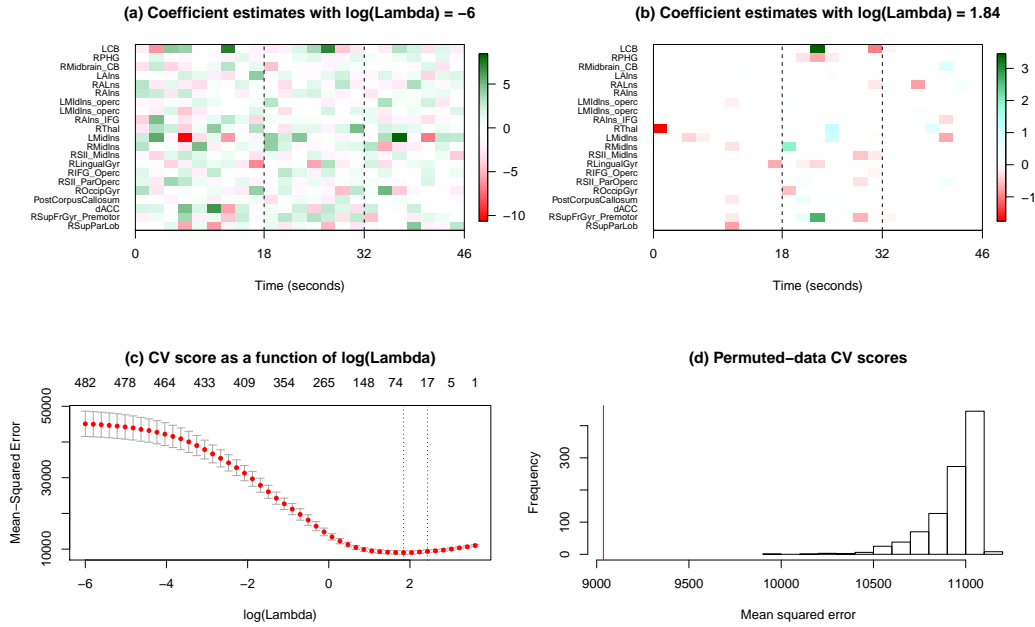 (a) Coefficient estimates with log(Lambda) = −6
LCB
RPHG
RMidbrain_CB
LAIns
RALns
RAIns
LMidIns_operc
LMidIns_operc
RAIns_IFG
RThal
LMidIns
RMidIns
RSII_MidIns
RLingualGyr
RIFG_Operc
RSII_ParOperc
ROccipGyr
PostCorpusCallosum
dACC
RSupFrGyr_Premotor
RSupParLob
0 18 32 46
Time (seconds)
5
0
−5
−10
(b) Coefficient estimates with log(Lambda) = 1.84
LCB
RPHG
RMidbrain_CB
LAIns
RALns
RAIns
LMidIns_operc
LMidIns_operc
RAIns_IFG
RThal
LMidIns
RMidIns
RSII_MidIns
RLingualGyr
RIFG_Operc
RSII_ParOperc
ROccipGyr
PostCorpusCallosum
dACC
RSupFrGyr_Premotor
RSupParLob
0 18 32 46
Time (seconds)
3
2
1
0
−1
(c) CV score as a function of log(Lambda)
482 478 464 433 409 354 265 148 74 17 5 1
Mean−Squared Error
50000
30000
10000
−6 −4 −2 0 2
log(Lambda)
(d) Permuted−data CV scores
Frequency
300
100
0
9000 9500 10000 10500 11000
Mean squared error